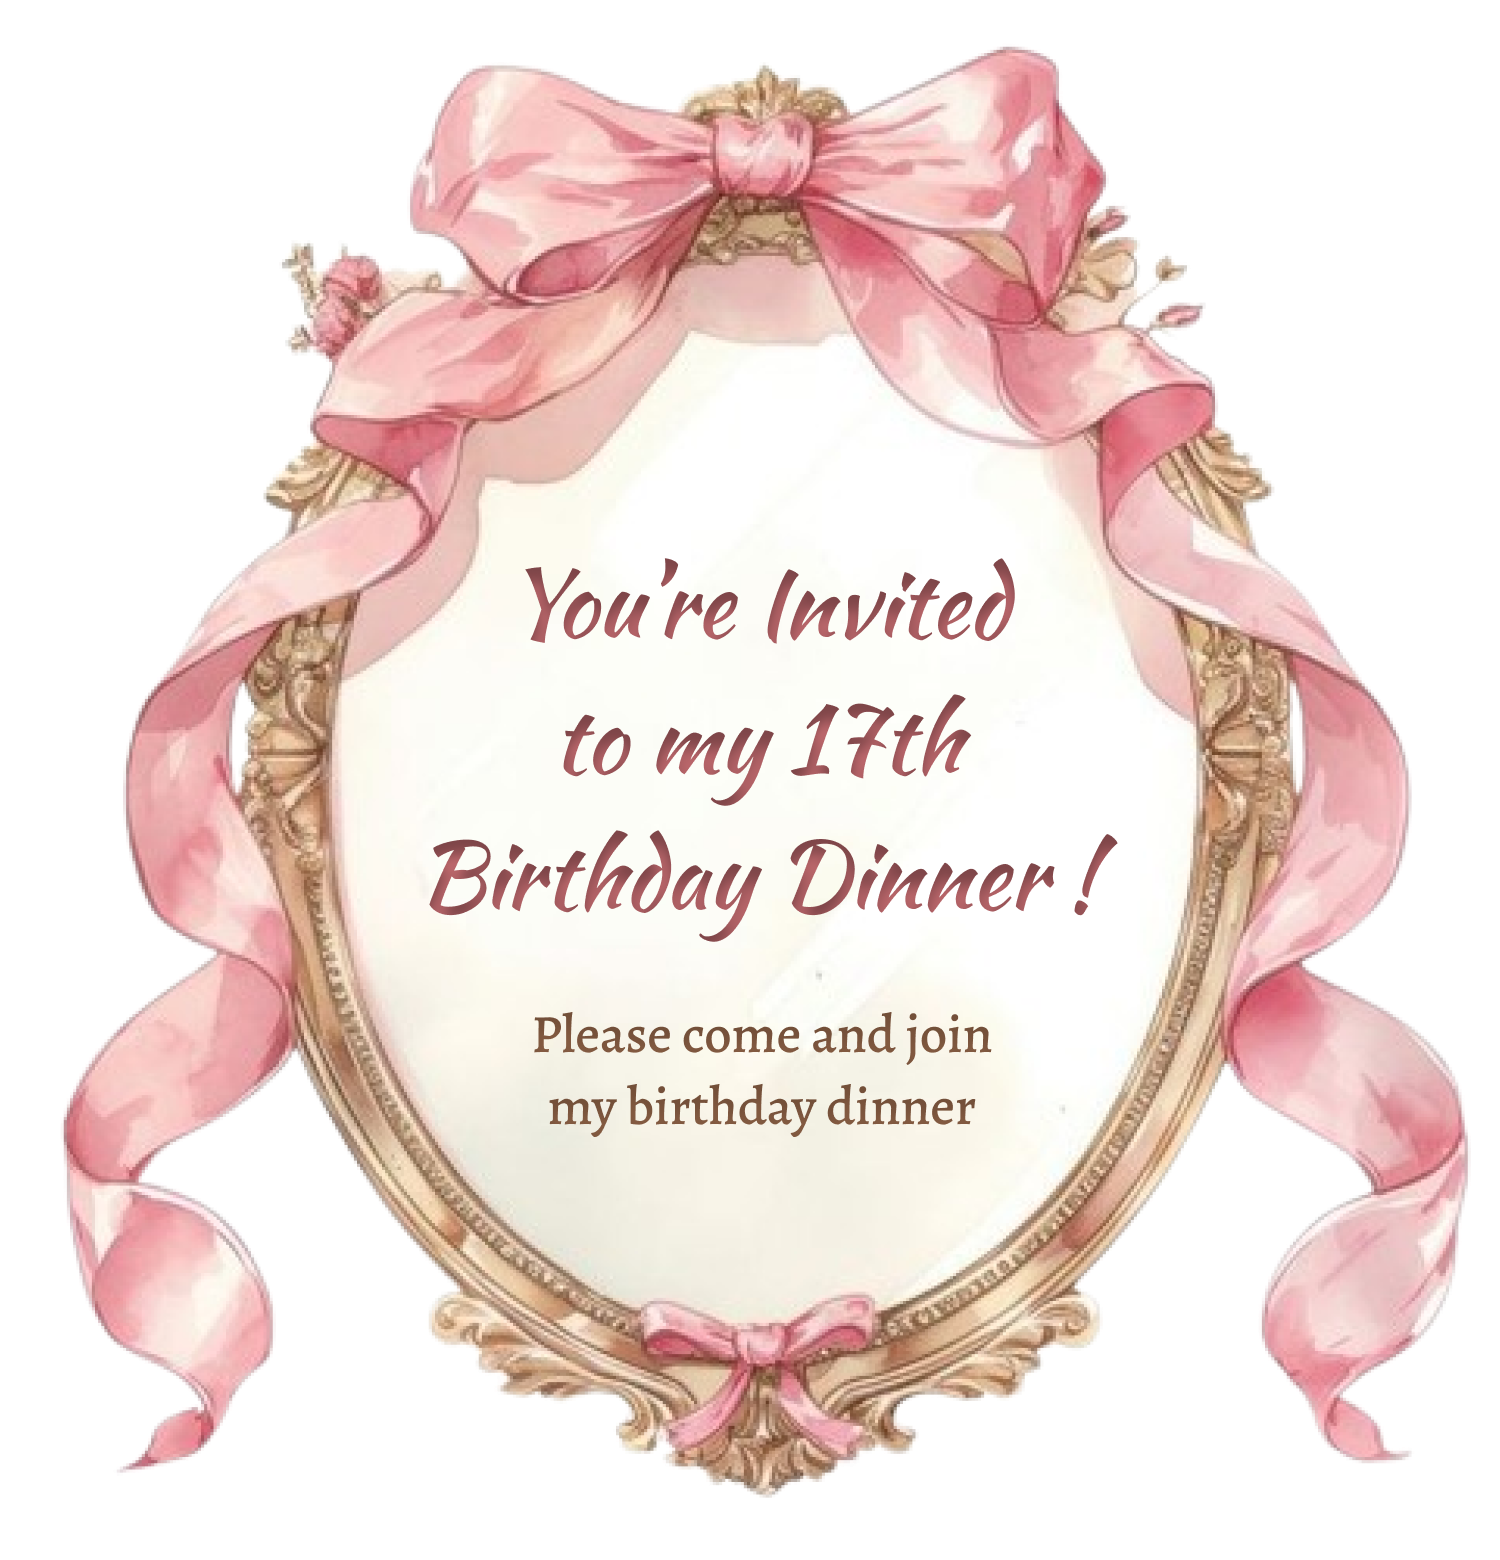 You're Invited
to my 17th
Birthday Dinner !
Please come and join
my birthday dinner